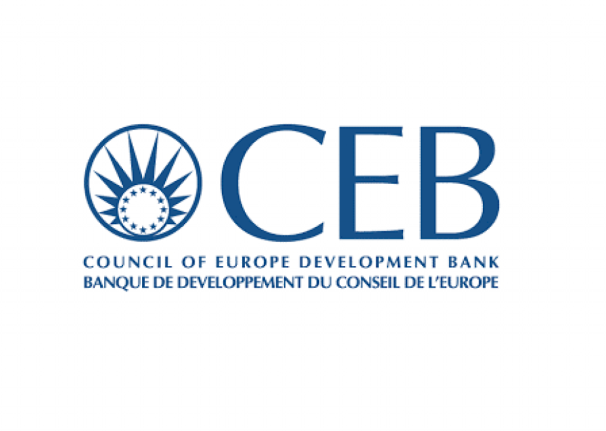 CEB
COUNCIL OF EUROPE DEVELOPMENT BANK
BANQUE DE DEVELOPPEMENT DU CONSEIL DE L'EUROPE